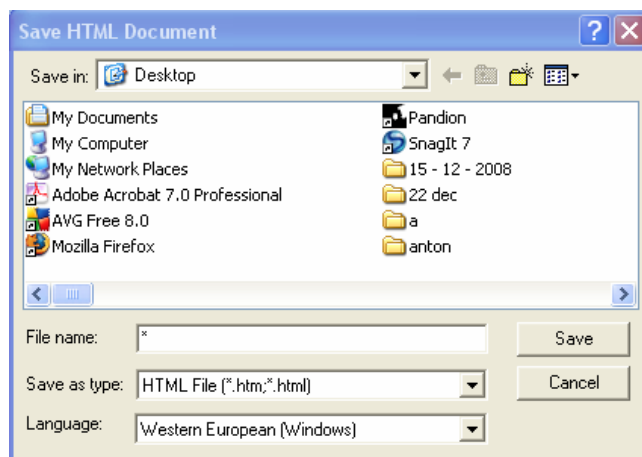 Save HTML Document
Save in: Desktop
My Documents
My Computer
My Network Places
Adobe Acrobat 7.0 Professional
AVG Free 8.0
Mozilla Firefox
Pandion
SnagIt 7
15 - 12 - 2008
22 dec
a
anton
File name: * Save
Save as type: HTML File (*.htm;*.html) Cancel
Language: Western European (Windows)